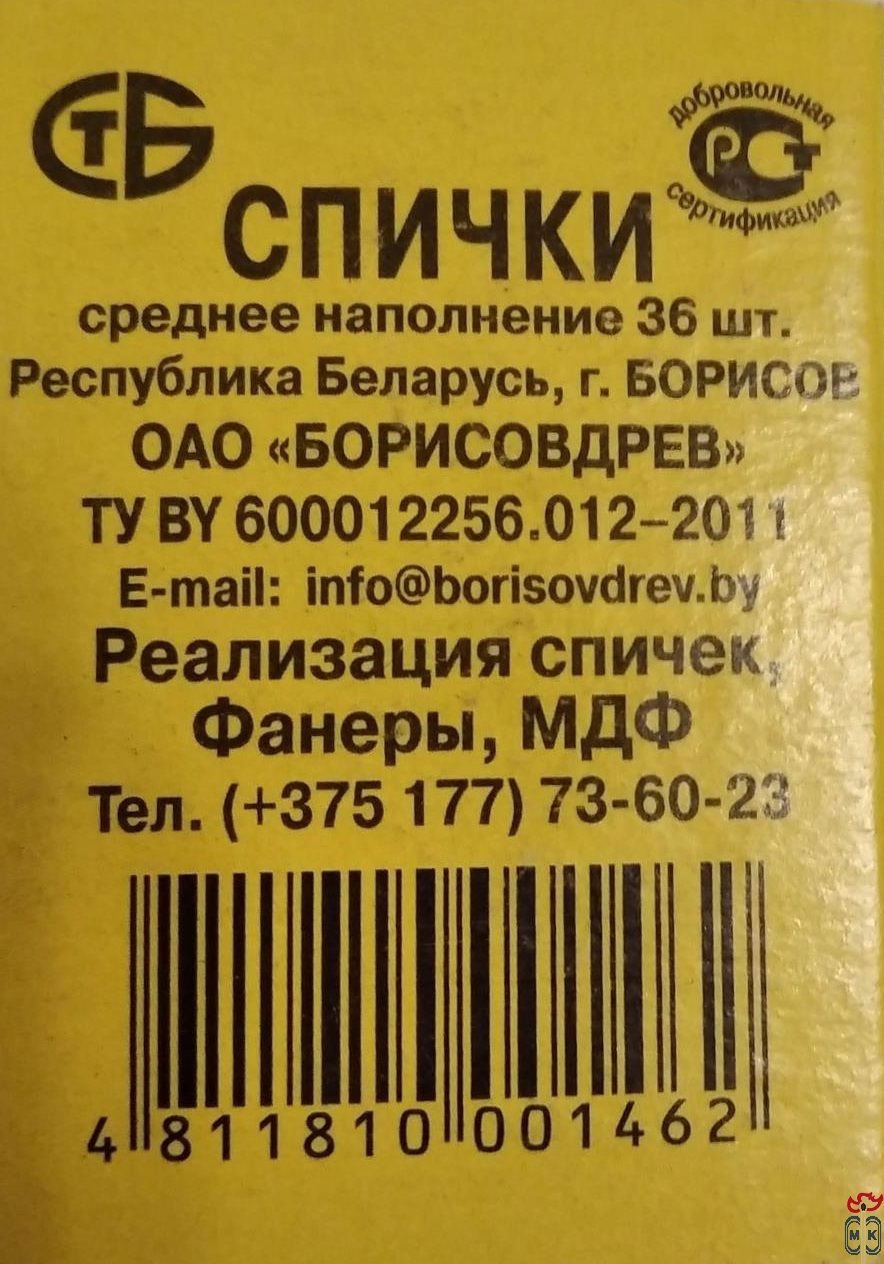 СТБ
добровольная
РСТ
сертификация
СПИЧКИ
среднее наполнение 36 шт.
Республика Беларусь, г. БОРИСОВ
ОАО «БОРИСОВДРЕВ»
ТУ BY 600012256.012–2011
E-mail: info@borisovdrev.by
Реализация спичек,
Фанеры, МДФ
Тел. (+375 177) 73-60-23
4 811810 001462
МК